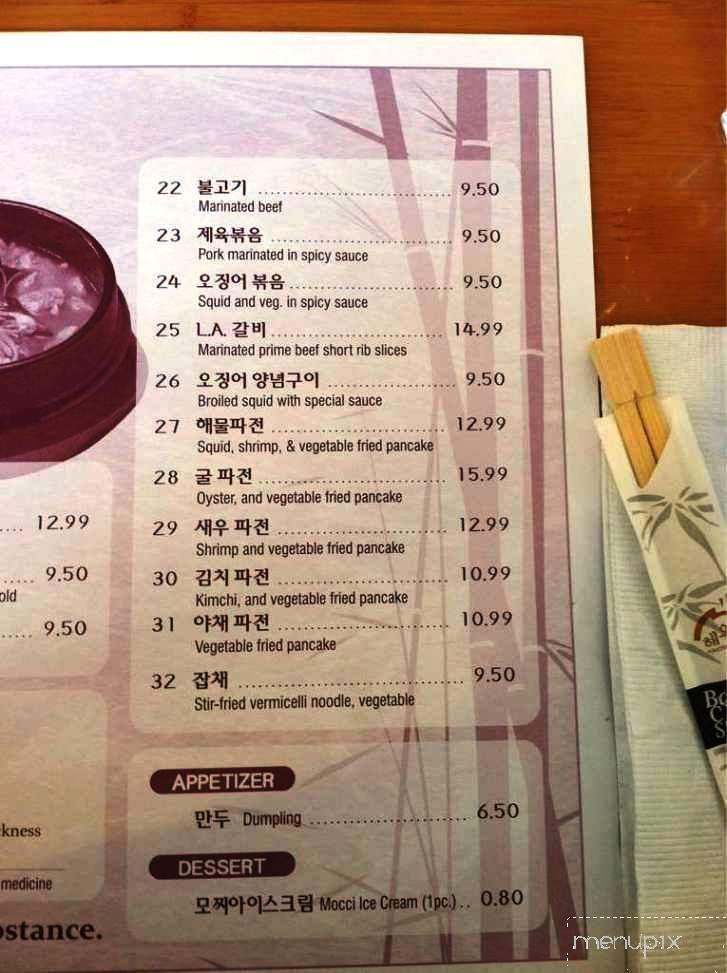 22 불고기 ........ 9.50
Marinated beef
23 제육볶음 ........ 9.50
Pork marinated in spicy sauce
24 오징어 볶음 ........ 9.50
Squid and veg. in spicy sauce
25 L.A. 갈비 ........ 14.99
Marinated prime beef short rib slices
26 오징어 양념구이 ........ 9.50
Broiled squid with special sauce
27 해물파전 ........ 12.99
Squid, shrimp, & vegetable fried pancake
28 굴 파전 ........ 15.99
Oyster, and vegetable fried pancake
29 새우 파전 ........ 12.99
Shrimp and vegetable fried pancake
30 김치 파전 ........ 10.99
Kimchi, and vegetable fried pancake
31 야채 파전 ........ 10.99
Vegetable fried pancake
32 잡채 ........ 9.50
Stir-fried vermicelli noodle, vegetable
APPETIZER
만두 Dumpling ........ 6.50
DESSERT
모찌아이스크림 Mocci Ice Cream (1pc.).. 0.80
.... 12.99
..... 9.50
old
..... 9.50
ckness
medicine
ostance.
menupix